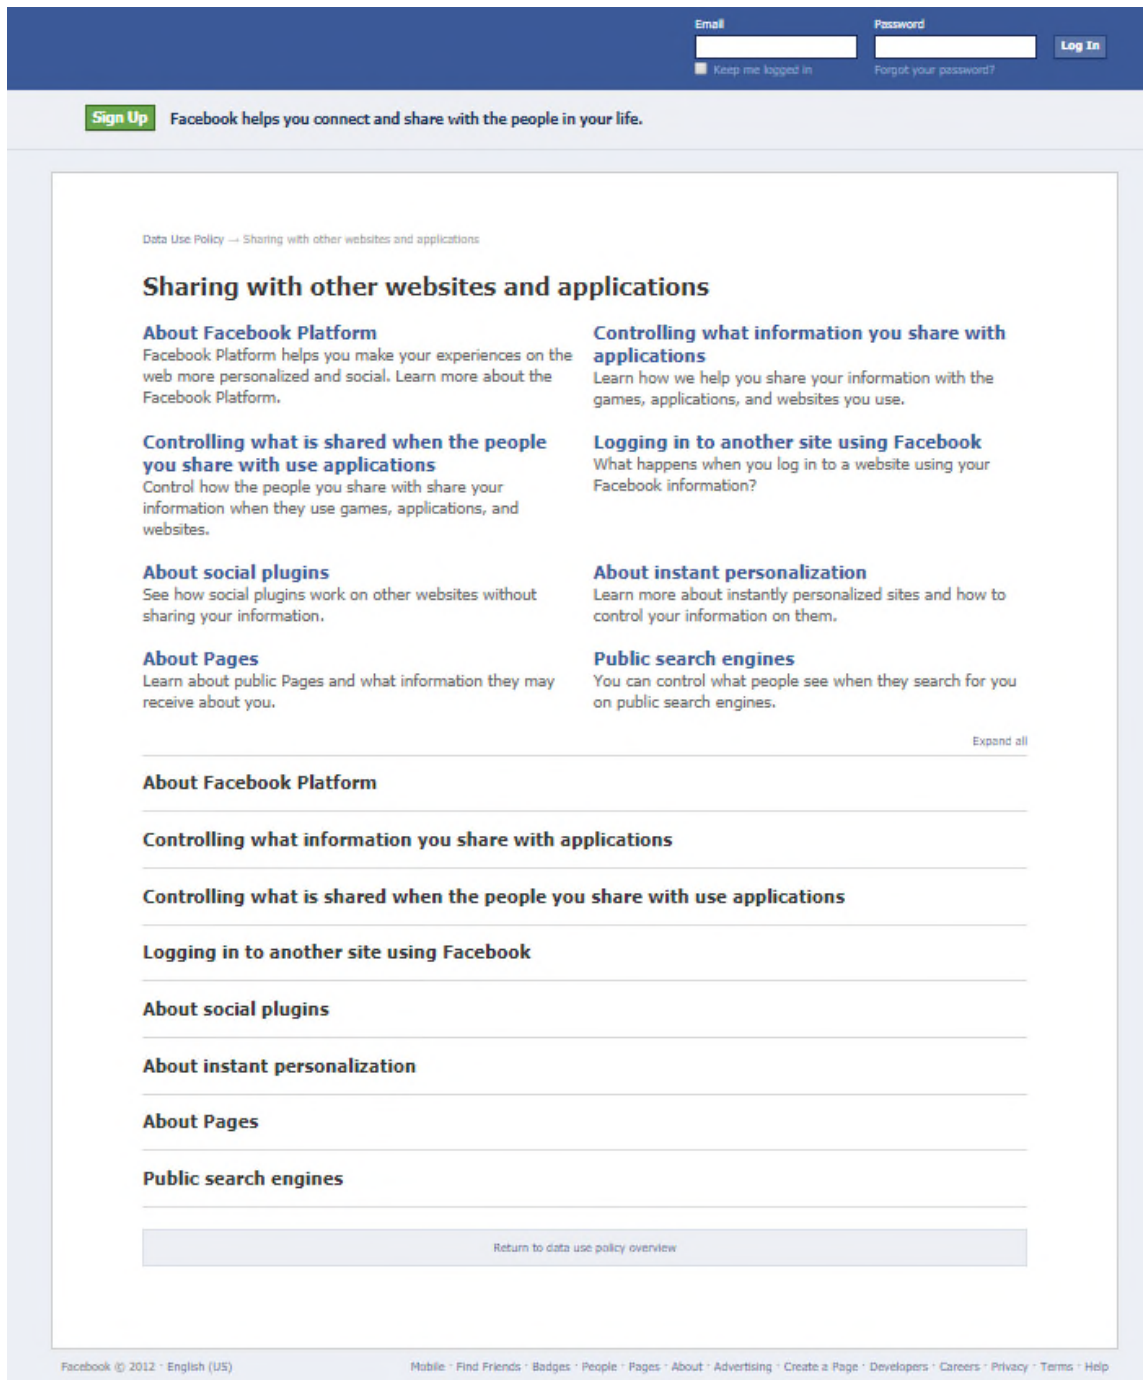 Email
Password
Log In
Keep me logged in
Forgot your password?
Sign Up
Facebook helps you connect and share with the people in your life.
Data Use Policy → Sharing with other websites and applications
Sharing with other websites and applications
About Facebook Platform
Facebook Platform helps you make your experiences on the
web more personalized and social. Learn more about the
Facebook Platform.
Controlling what information you share with
applications
Learn how we help you share your information with the
games, applications, and websites you use.
Controlling what is shared when the people
you share with use applications
Control how the people you share with share your
information when they use games, applications, and
websites.
Logging in to another site using Facebook
What happens when you log in to a website using your
Facebook information?
About social plugins
See how social plugins work on other websites without
sharing your information.
About instant personalization
Learn more about instantly personalized sites and how to
control your information on them.
About Pages
Learn about public Pages and what information they may
receive about you.
Public search engines
You can control what people see when they search for you
on public search engines.
Expand all
About Facebook Platform
Controlling what information you share with applications
Controlling what is shared when the people you share with use applications
Logging in to another site using Facebook
About social plugins
About instant personalization
About Pages
Public search engines
Return to data use policy overview
Facebook © 2012 · English (US)
Mobile · Find Friends · Badges · People · Pages · About · Advertising · Create a Page · Developers · Careers · Privacy · Terms · Help